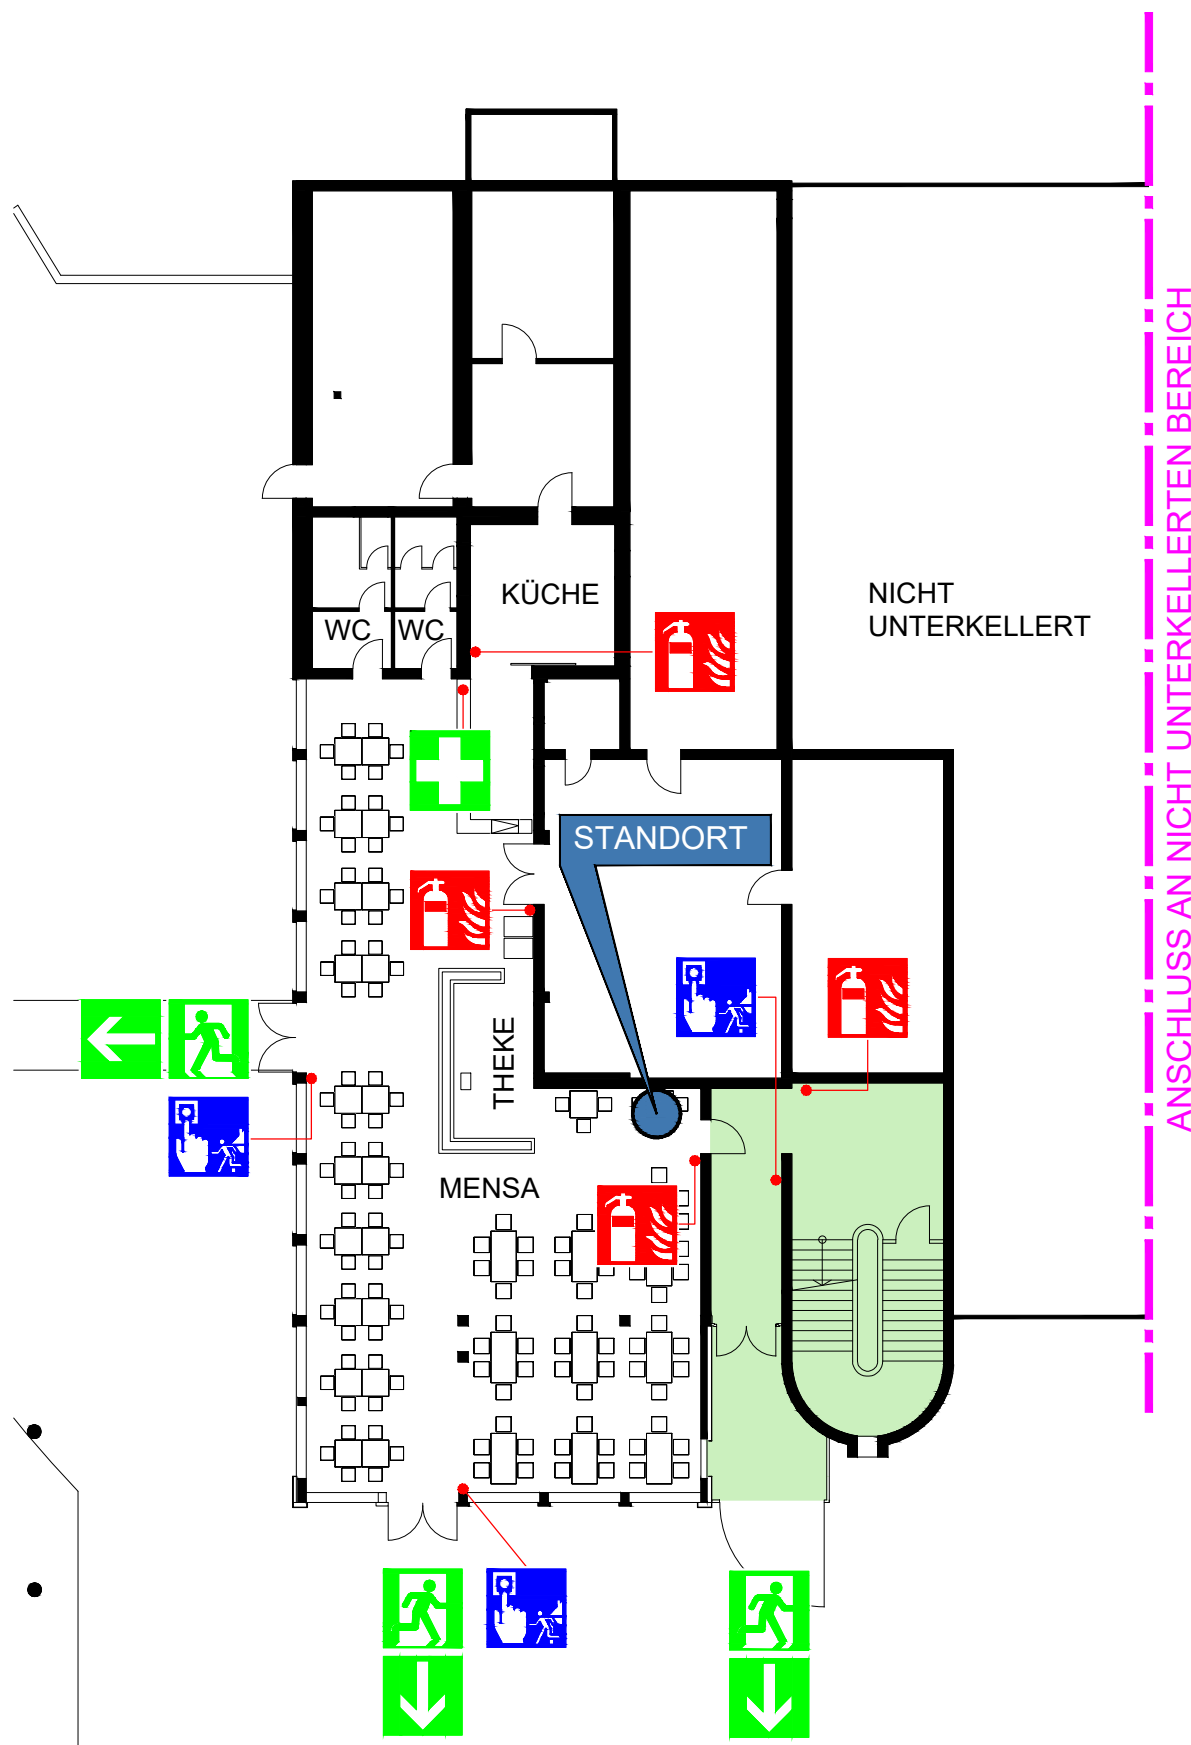 KÜCHE
NICHT
UNTERKELLERT
WC
WC
STANDORT
THEKE
MENSA
ANSCHLUSS AN NICHT UNTERKELLERTEN BEREICH